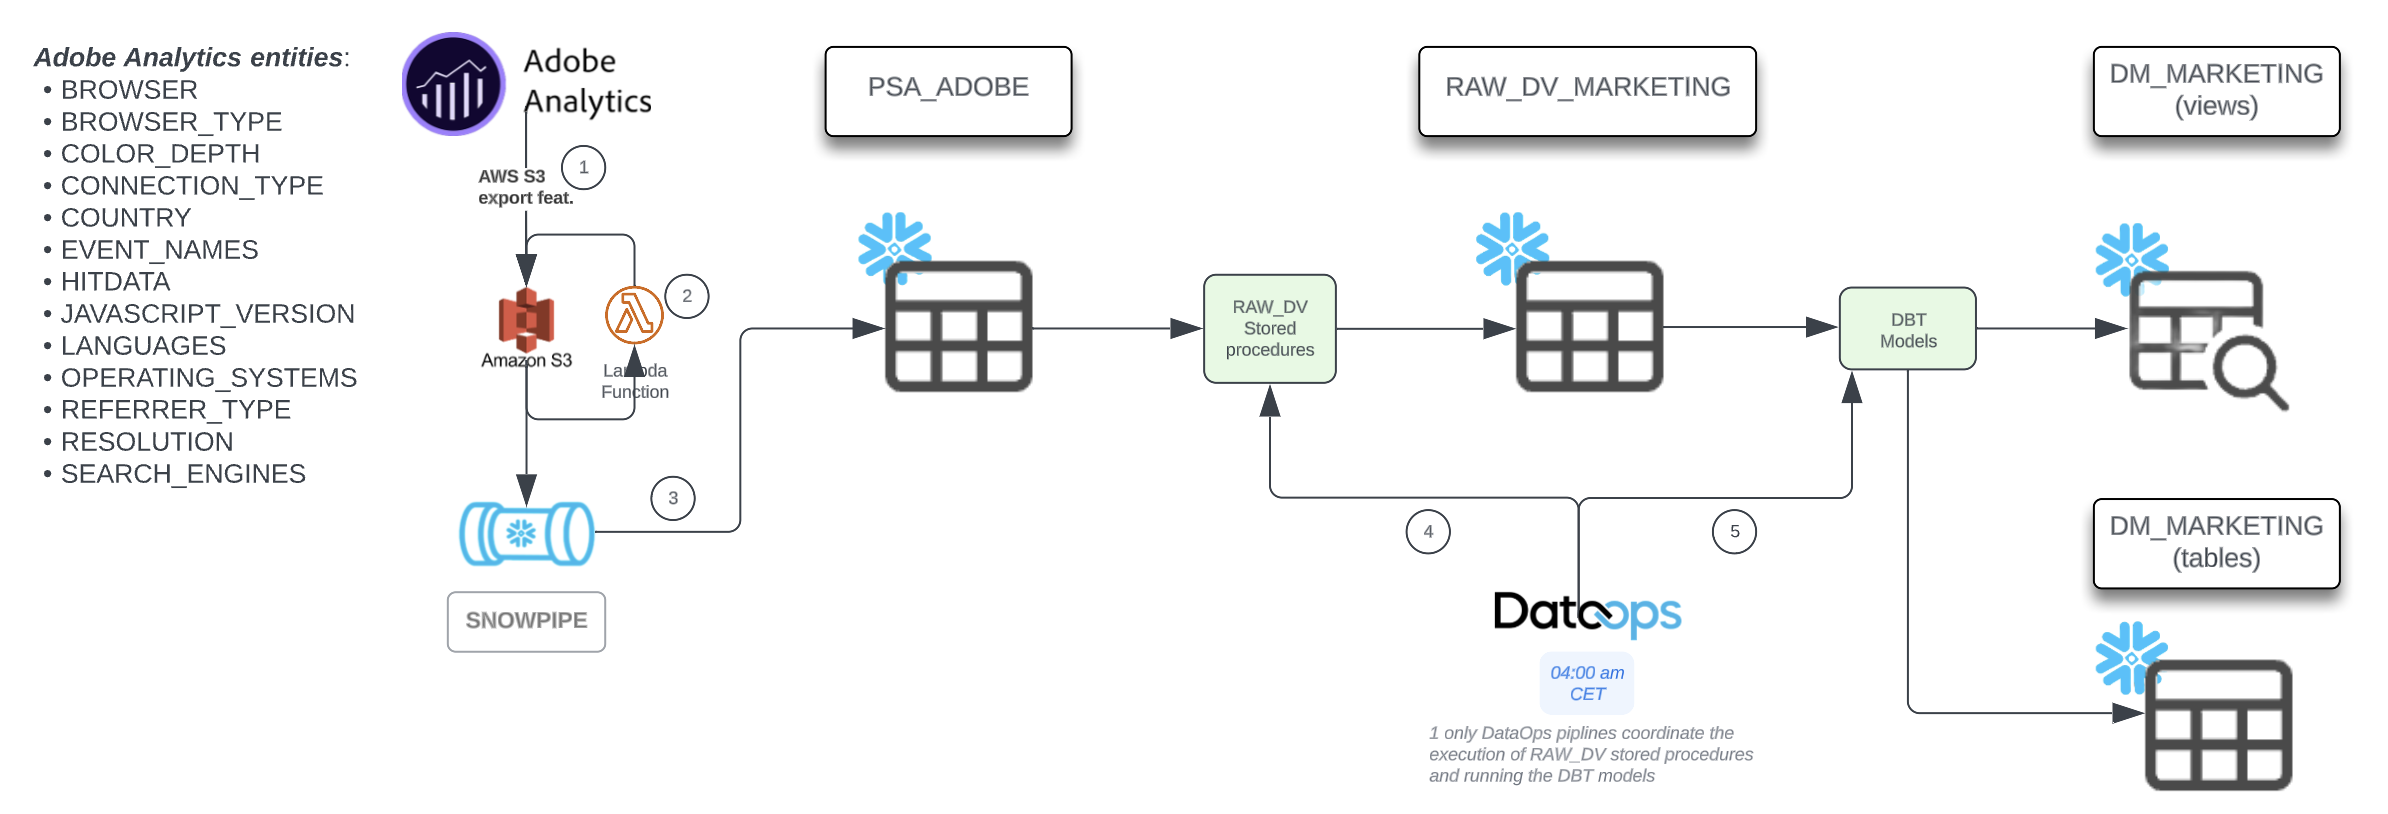 Adobe Analytics entities:
• BROWSER
• BROWSER_TYPE
• COLOR_DEPTH
• CONNECTION_TYPE
• COUNTRY
• EVENT_NAMES
• HITDATA
• JAVASCRIPT_VERSION
• LANGUAGES
• OPERATING_SYSTEMS
• REFERRER_TYPE
• RESOLUTION
• SEARCH_ENGINES
Adobe
Analytics
AWS S3
export feat.
1
Amazon S3
2
Lambda
Function
3
SNOWPIPE
PSA_ADOBE
RAW_DV
Stored
procedures
RAW_DV_MARKETING
4
5
Dataops
04:00 am
CET
1 only DataOps piplines coordinate the
execution of RAW_DV stored procedures
and running the DBT models
DBT
Models
DM_MARKETING
(views)
DM_MARKETING
(tables)